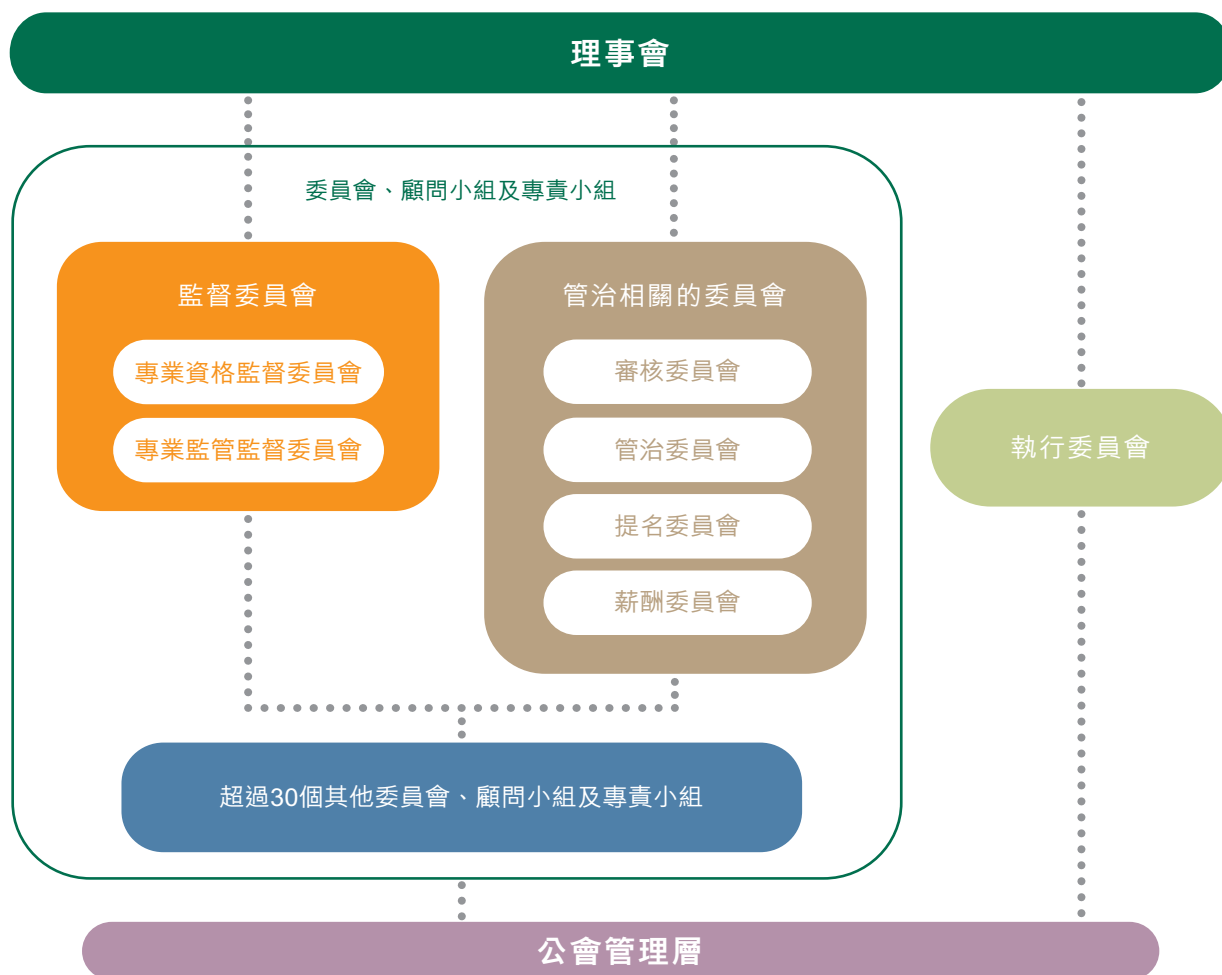 理事會
委員會、顧問小組及專責小組
監督委員會
專業資格監督委員會
專業監管監督委員會
管治相關的委員會
審核委員會
管治委員會
提名委員會
薪酬委員會
執行委員會
超過30個其他委員會、顧問小組及專責小組
公會管理層